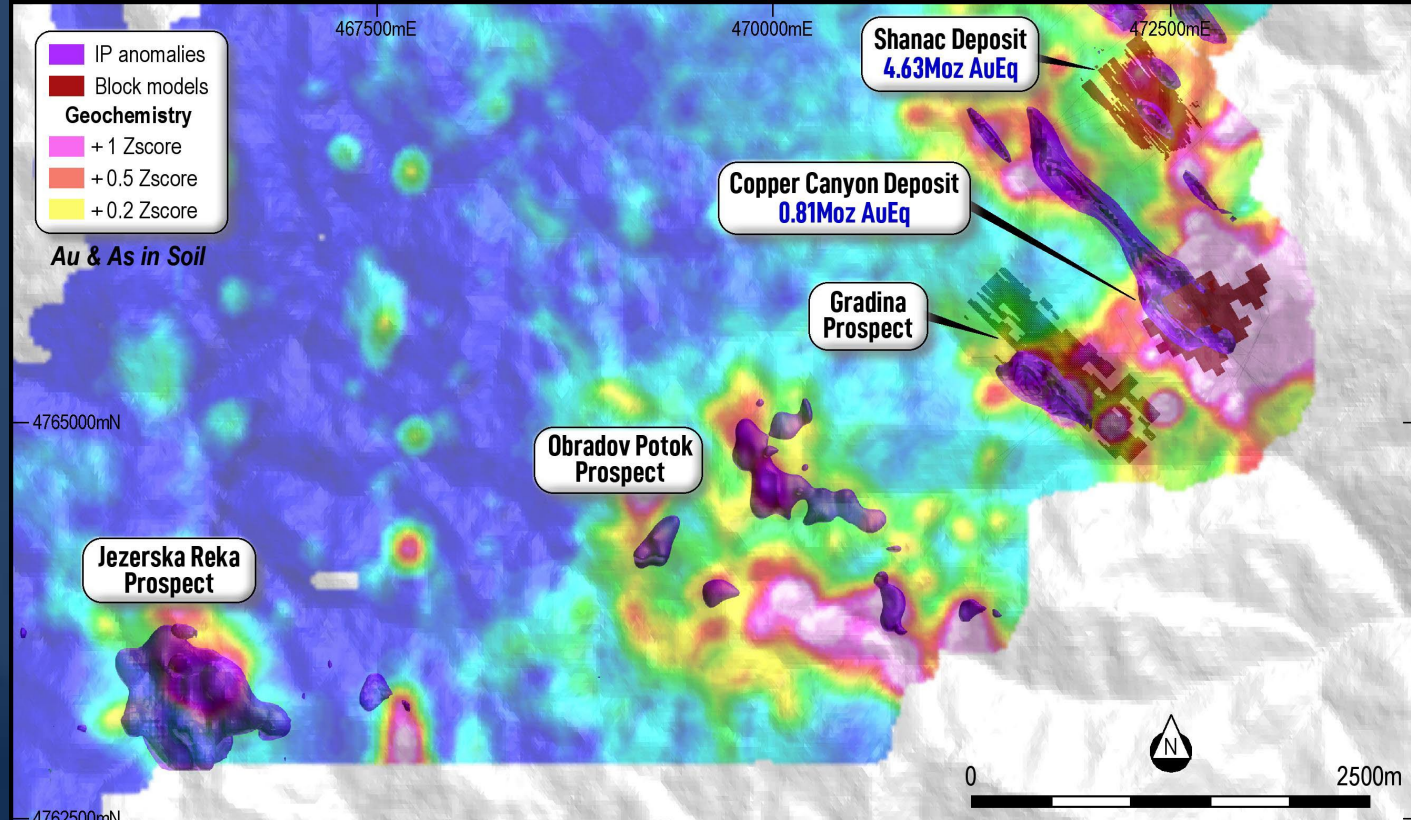 467500mE
470000mE
472500mE
IP anomalies
Block models
Geochemistry
+ 1 Zscore
+ 0.5 Zscore
+ 0.2 Zscore
Au & As in Soil
Shanac Deposit
4.63Moz AuEq
Copper Canyon Deposit
0.81Moz AuEq
Gradina
Prospect
4765000mN
Obradov Potok
Prospect
Jezerska Reka
Prospect
N
0
2500m
4762500mN